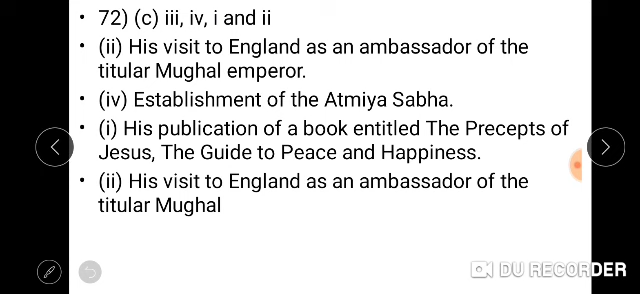 • 72) (c) iii, iv, i and ii
• (ii) His visit to England as an ambassador of the
titular Mughal emperor.
• (iv) Establishment of the Atmiya Sabha.
• (i) His publication of a book entitled The Precepts of
Jesus, The Guide to Peace and Happiness.
• (ii) His visit to England as an ambassador of the
titular Mughal
DU RECORDER